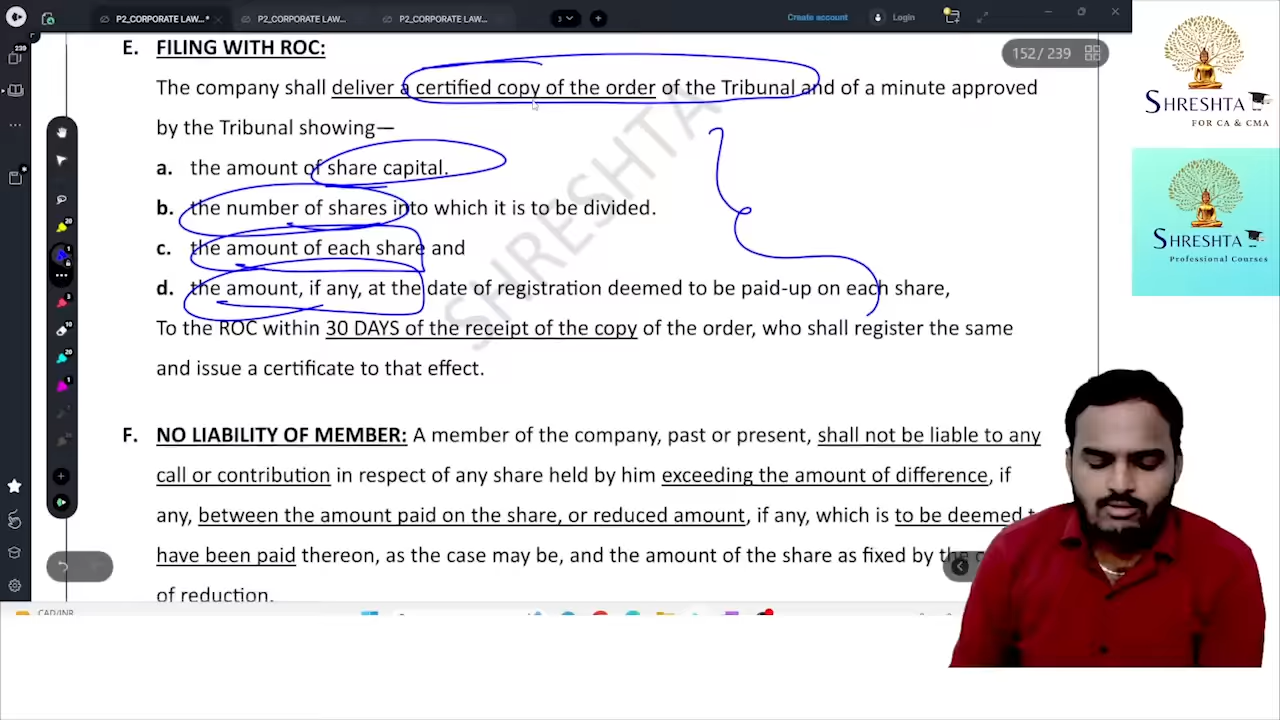 P2_CORPORATE LAW...*
P2_CORPORATE LAW...
P2_CORPORATE LAW...
3
Create account
Login
239
E. FILING WITH ROC:
152 / 239
The company shall deliver a certified copy of the order of the Tribunal and of a minute approved
by the Tribunal showing—
a. the amount of share capital.
b. the number of shares into which it is to be divided.
c. the amount of each share and
d. the amount, if any, at the date of registration deemed to be paid-up on each share,
To the ROC within 30 DAYS of the receipt of the copy of the order, who shall register the same
and issue a certificate to that effect.
F. NO LIABILITY OF MEMBER: A member of the company, past or present, shall not be liable to any
call or contribution in respect of any share held by him exceeding the amount of difference, if
any, between the amount paid on the share, or reduced amount, if any, which is to be deemed
have been paid thereon, as the case may be, and the amount of the share as fixed by the
of reduction.
SHRESHTA
CAD/INR
SHRESHTA
FOR CA & CMA
SHRESHTA
Professional Courses